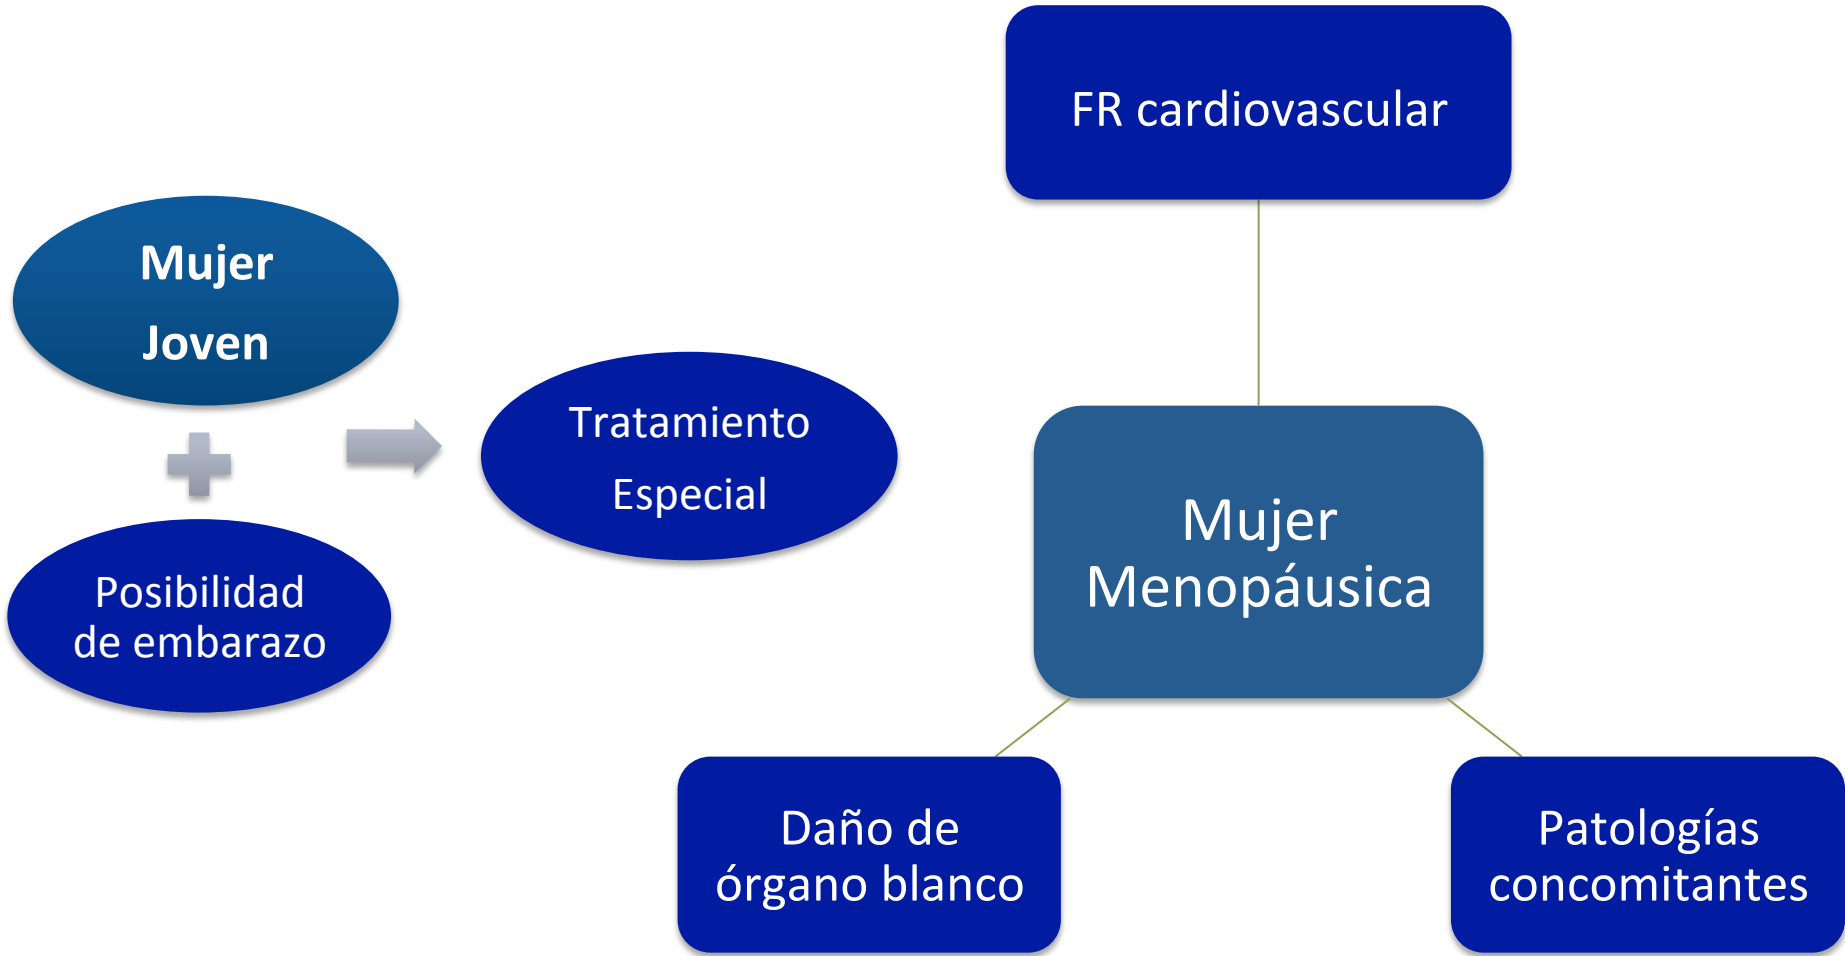 Mujer
Joven
Posibilidad
de embarazo
Tratamiento
Especial
FR cardiovascular
Mujer
Menopáusica
Daño de
órgano blanco
Patologías
concomitantes